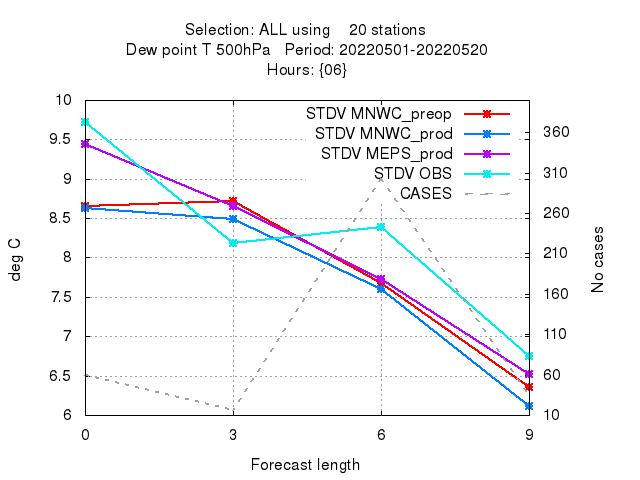 Selection: ALL using    20 stations
Dew point T 500hPa   Period: 20220501-20220520
Hours: {06}
STDV MNWC_preop
STDV MNWC_prod
STDV MEPS_prod
STDV OBS
CASES
10
9.5
9
8.5
8
7.5
7
6.5
6
deg C
360
310
260
210
160
110
60
10
No cases
0 3 6 9
Forecast length